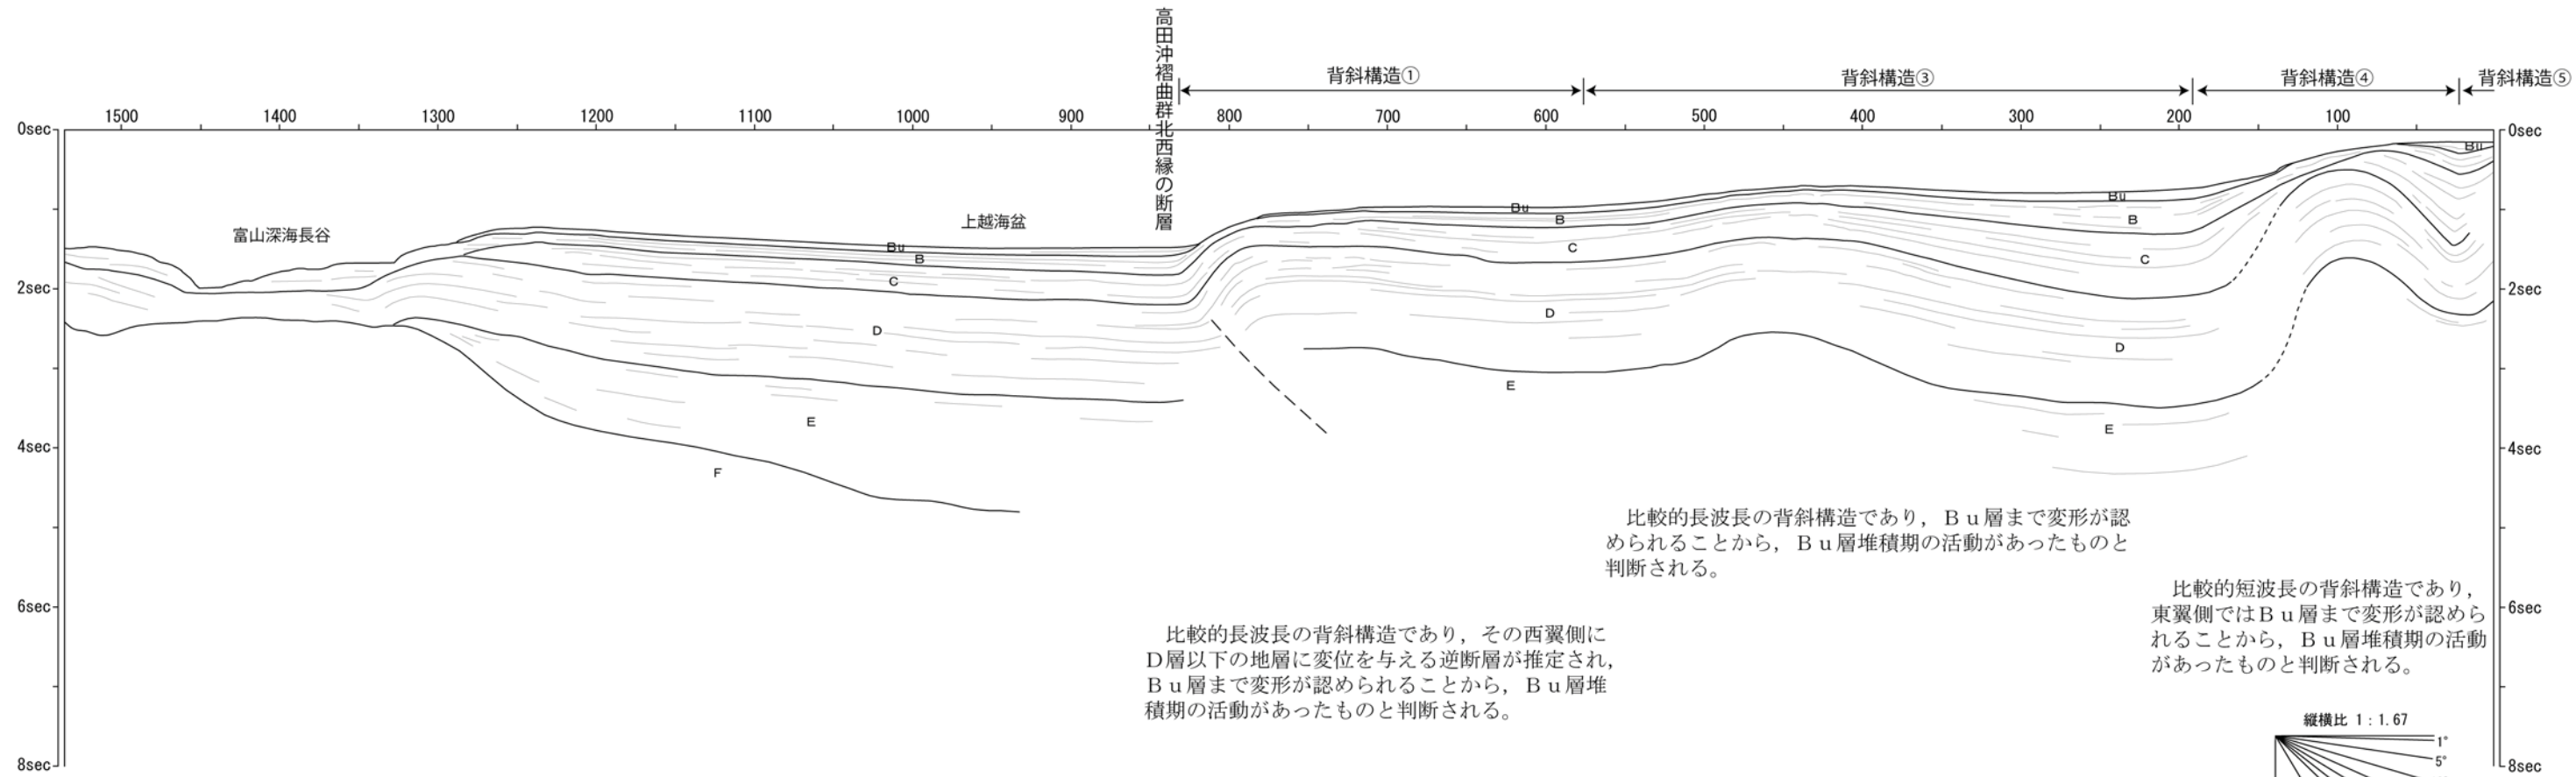 高田沖褶曲群北西縁の断層
背斜構造① 背斜構造③ 背斜構造④ 背斜構造⑤
1500 1400 1300 1200 1100 1000 900 800 700 600 500 400 300 200 100
0sec 0sec
Bu
Bu
Bu
B
B
富山深海長谷
上越海盆
Bu
C
B
C
2sec C 2sec
D
D
D
E
E
E
4sec 4sec
F
比較的長波長の背斜構造であり，Ｂｕ層まで変形が認
められることから，Ｂｕ層堆積期の活動があったものと
判断される。
比較的短波長の背斜構造であり，
東翼側ではＢｕ層まで変形が認めら
れることから，Ｂｕ層堆積期の活動
があったものと判断される。
6sec 6sec
比較的長波長の背斜構造であり，その西翼側に
Ｄ層以下の地層に変位を与える逆断層が推定され，
Ｂｕ層まで変形が認められることから，Ｂｕ層堆
積期の活動があったものと判断される。
縦横比 1：1.67
1°
5°
8sec 8sec